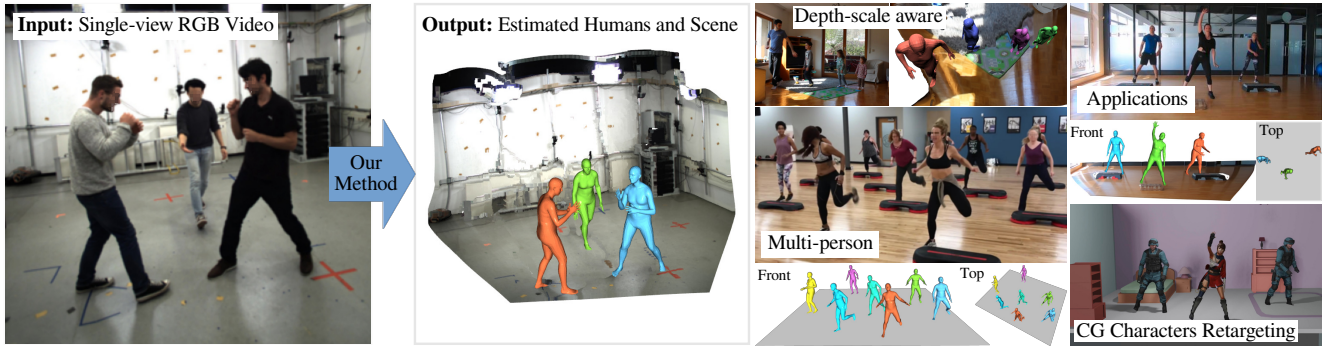 Input: Single-view RGB Video
Our
Method
Output: Estimated Humans and Scene
Depth-scale aware
Multi-person
Front
Top
Applications
Front
Top
CG Characters Retargeting